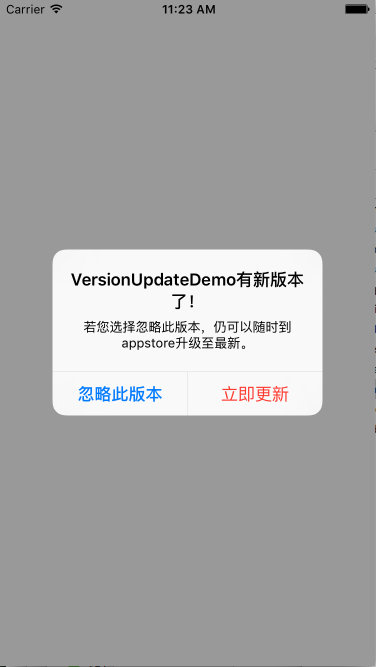 Carrier 11:23 AM
VersionUpdateDemo有新版本
了!
若您选择忽略此版本，仍可以随时到
appstore升级至最新。
忽略此版本 立即更新